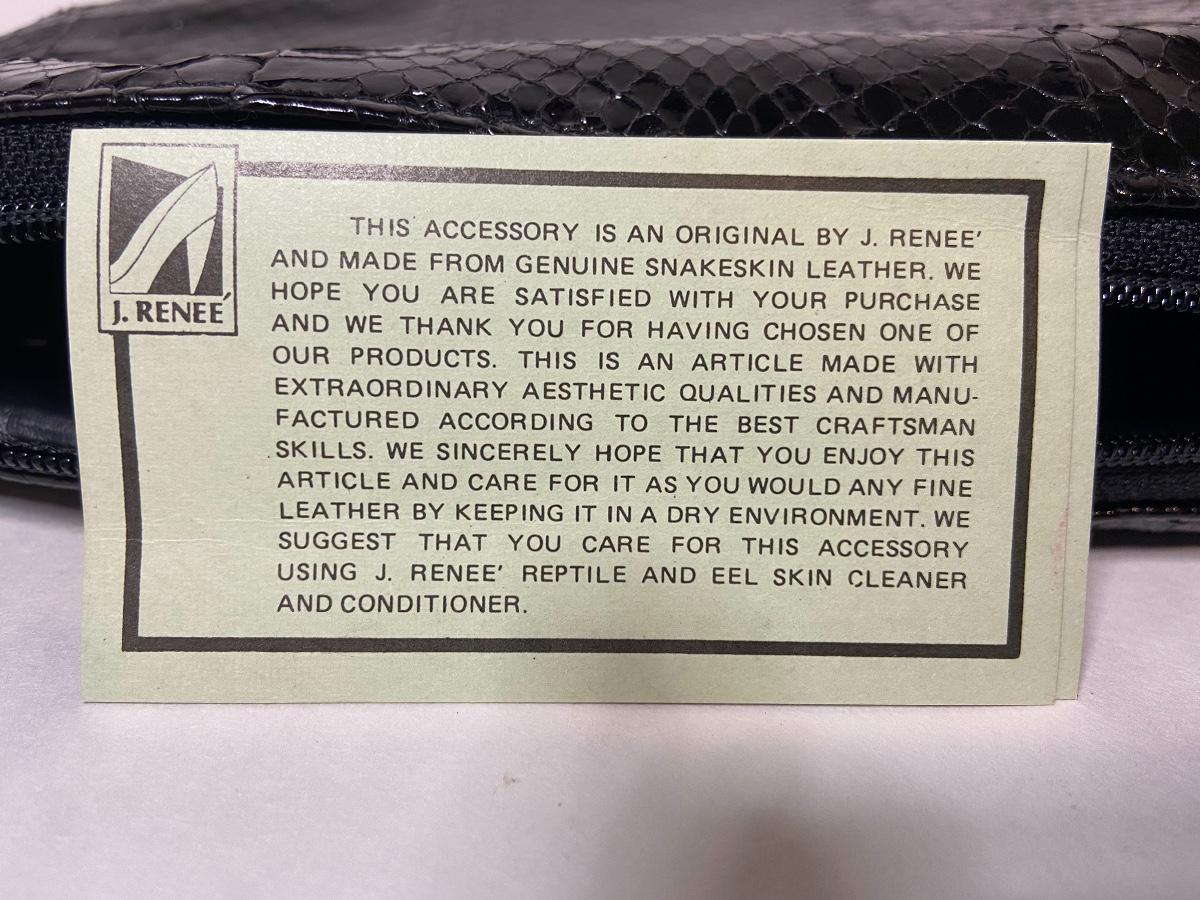 J. RENEÉ
THIS ACCESSORY IS AN ORIGINAL BY J. RENEE'
AND MADE FROM GENUINE SNAKESKIN LEATHER. WE
HOPE YOU ARE SATISFIED WITH YOUR PURCHASE
AND WE THANK YOU FOR HAVING CHOSEN ONE OF
OUR PRODUCTS. THIS IS AN ARTICLE MADE WITH
EXTRAORDINARY AESTHETIC QUALITIES AND MANU-
FACTURED ACCORDING TO THE BEST CRAFTSMAN
SKILLS. WE SINCERELY HOPE THAT YOU ENJOY THIS
ARTICLE AND CARE FOR IT AS YOU WOULD ANY FINE
LEATHER BY KEEPING IT IN A DRY ENVIRONMENT. WE
SUGGEST THAT YOU CARE FOR THIS ACCESSORY
USING J. RENEE' REPTILE AND EEL SKIN CLEANER
AND CONDITIONER.